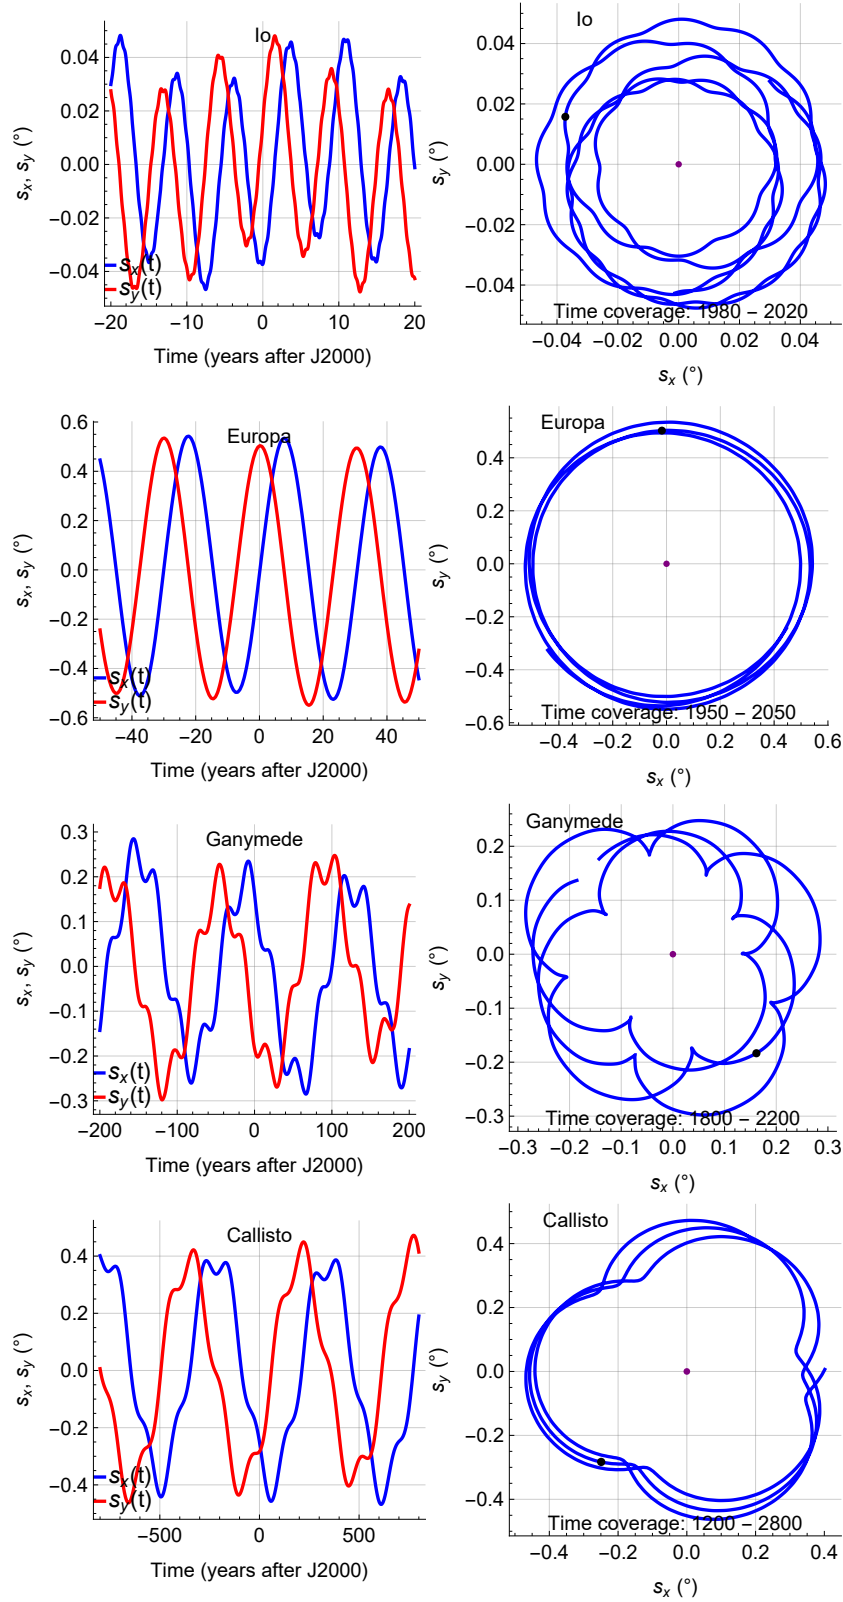 Io
0.04
0.02
0.00
−0.02
−0.04
sx, sy (°)
sx(t)
sy(t)
−20
−10
0
10
20
Time (years after J2000)
Io
0.04
0.02
0.00
−0.02
−0.04
sy (°)
Time coverage: 1980 – 2020
−0.04
−0.02
0.00
0.02
0.04
sx (°)
Europa
0.6
0.4
0.2
0.0
−0.2
−0.4
−0.6
sx, sy (°)
sx(t)
sy(t)
−40
−20
0
20
40
Time (years after J2000)
Europa
0.4
0.2
0.0
−0.2
−0.4
−0.6
sy (°)
Time coverage: 1950 – 2050
−0.4
−0.2
0.0
0.2
0.4
0.6
sx (°)
Ganymede
0.3
0.2
0.1
0.0
−0.1
−0.2
−0.3
sx, sy (°)
sx(t)
sy(t)
−200
−100
0
100
200
Time (years after J2000)
Ganymede
0.2
0.1
0.0
−0.1
−0.2
−0.3
sy (°)
Time coverage: 1800 – 2200
−0.3
−0.2
−0.1
0.0
0.1
0.2
0.3
sx (°)
Callisto
0.4
0.2
0.0
−0.2
−0.4
sx, sy (°)
sx(t)
sy(t)
−500
0
500
Time (years after J2000)
Callisto
0.4
0.2
0.0
−0.2
−0.4
sy (°)
Time coverage: 1200 – 2800
−0.4
−0.2
0.0
0.2
0.4
sx (°)